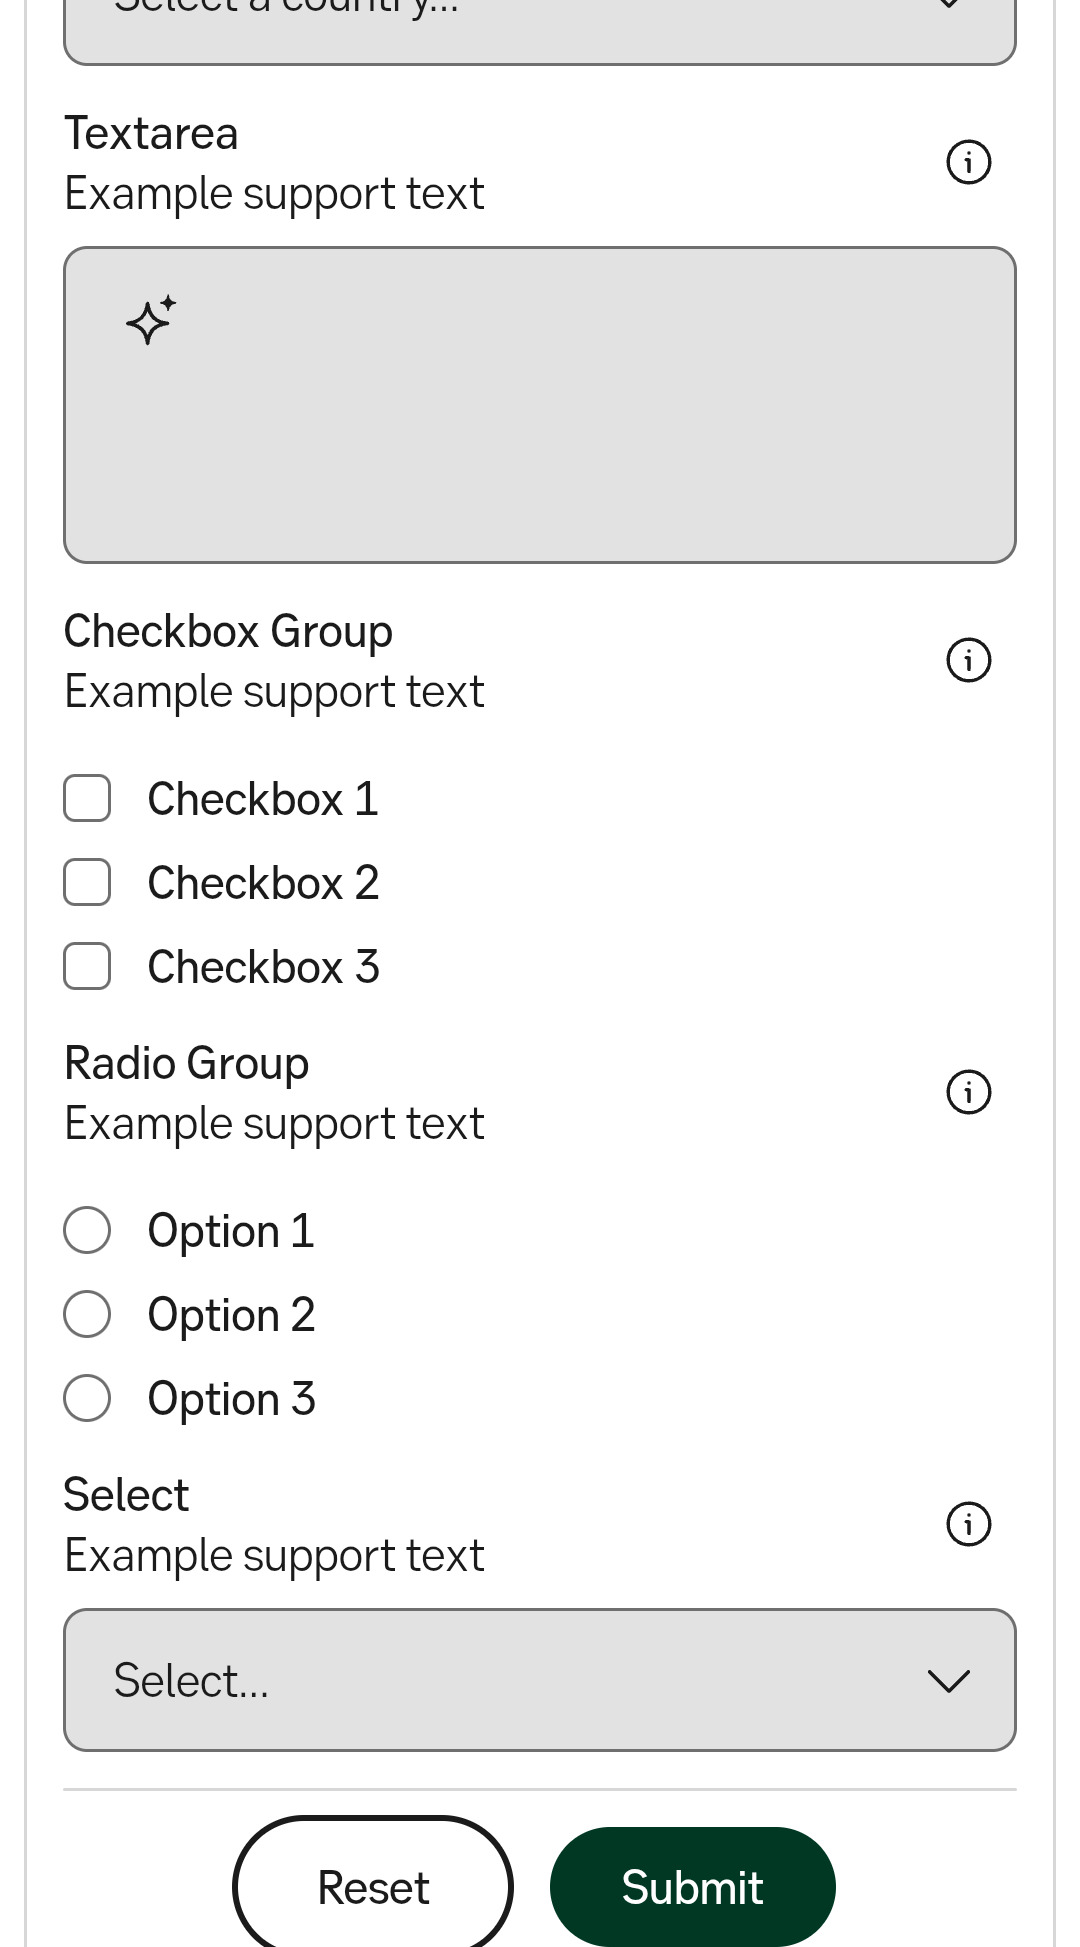 Select a country...
Textarea
Example support text
Checkbox Group
Example support text
Checkbox 1
Checkbox 2
Checkbox 3
Radio Group
Example support text
Option 1
Option 2
Option 3
Select
Example support text
Select...
Reset
Submit